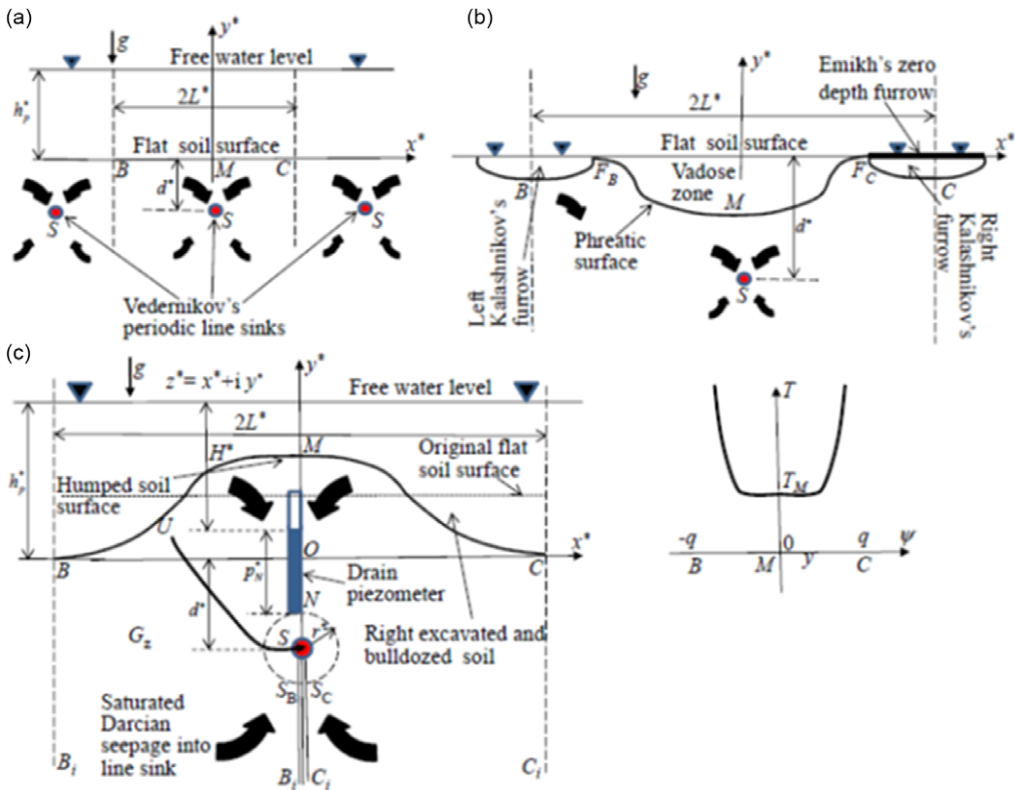 (a)
g
y*
Free water level
2L*
h*p
Flat soil surface
x*
B
M
C
d*
S
S
S
Vedernikov's
periodic line sinks
(b)
g
y*
Emikh's zero
depth furrow
2L*
Flat soil surface
x*
B
FB
Vadose
zone
M
FC
C
d*
Phreatic
surface
S
Left
Kalashnikov's
furrow
Right
Kalashnikov's
furrow
(c)
g
z*= x*+i y*
y*
Free water level
2L*
H*
M
Original flat
soil surface
h*p
Humped soil
surface
U
O
x*
B
C
p*N
Drain
piezometer
N
d*
Gz
S
r*
Right excavated and
bulldozed soil
SB
SC
Saturated
Darcian
seepage into
line sink
Bi
Bi
Ci
Ci
T
TM
-q
0
q
ψ
B
M
y
C